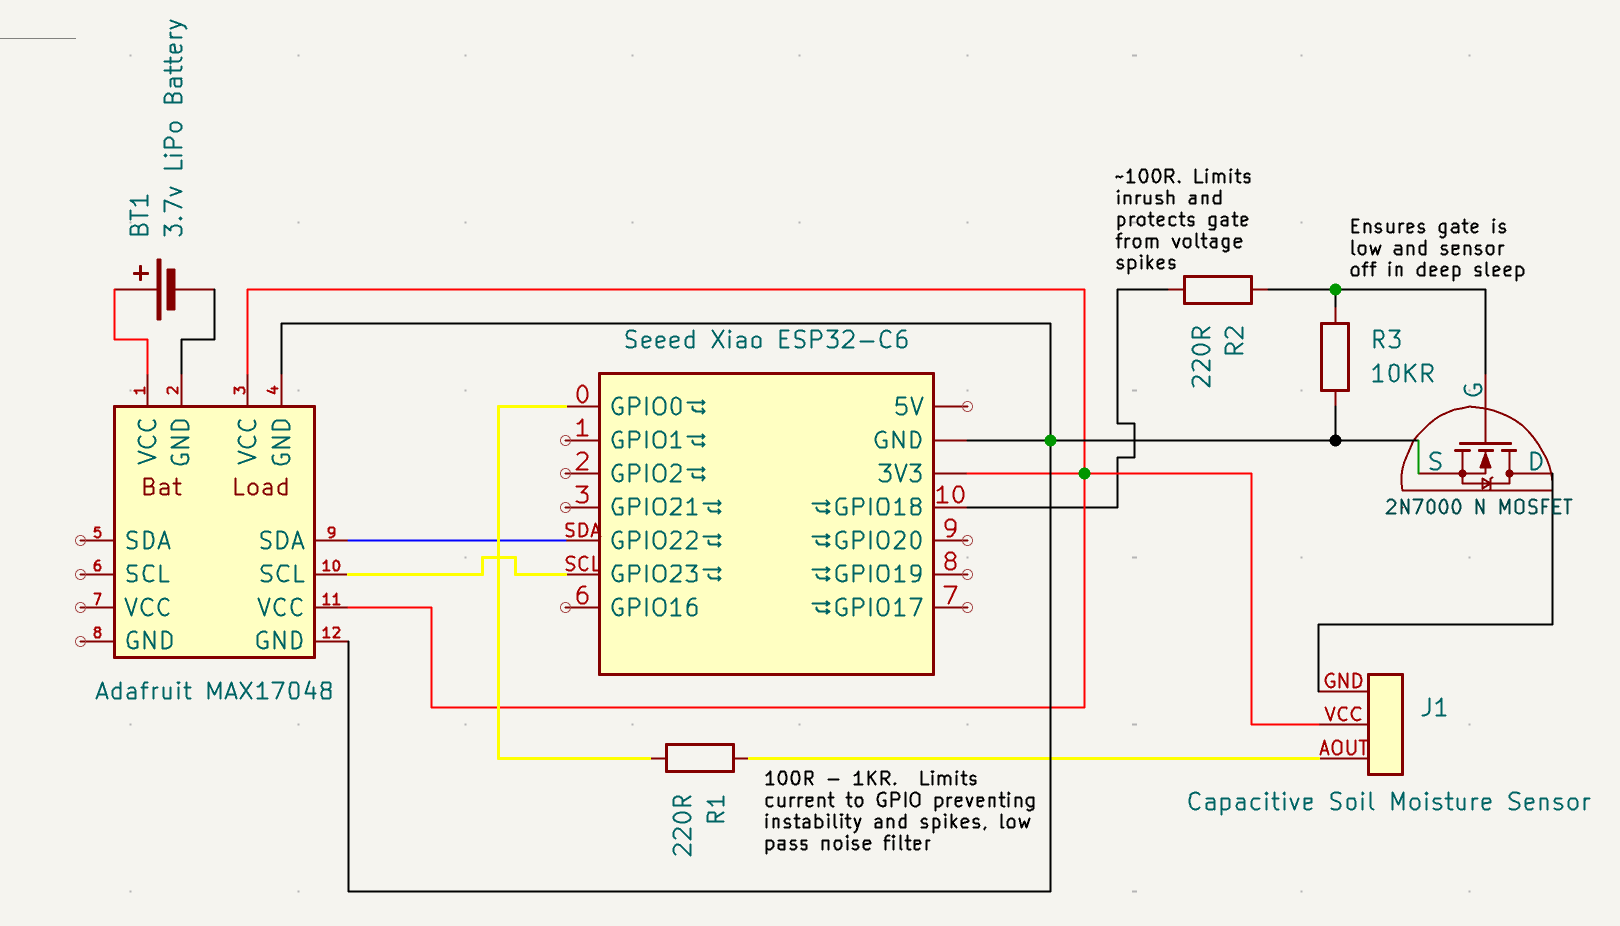 BT1
3.7v LiPo Battery
+
1
2
3
4
VCC
GND
VCC
GND
Bat
Load
5
SDA
SDA
9
6
SCL
SCL
10
7
VCC
VCC
11
8
GND
GND
12
Adafruit MAX17048
Seeed Xiao ESP32-C6
0
GPIO0
5V
1
GPIO1
GND
2
GPIO2
3V3
3
GPIO21
GPIO18
10
SDA
GPIO22
GPIO20
9
SCL
GPIO23
GPIO19
8
6
GPIO16
GPIO17
7
~100R. Limits
inrush and
protects gate
from voltage
spikes
220R
R2
Ensures gate is
low and sensor
off in deep sleep
R3
10KR
G
S
D
2N7000 N MOSFET
GND
VCC
AOUT
J1
Capacitive Soil Moisture Sensor
220R
R1
100R - 1KR.  Limits
current to GPIO preventing
instability and spikes, low
pass noise filter